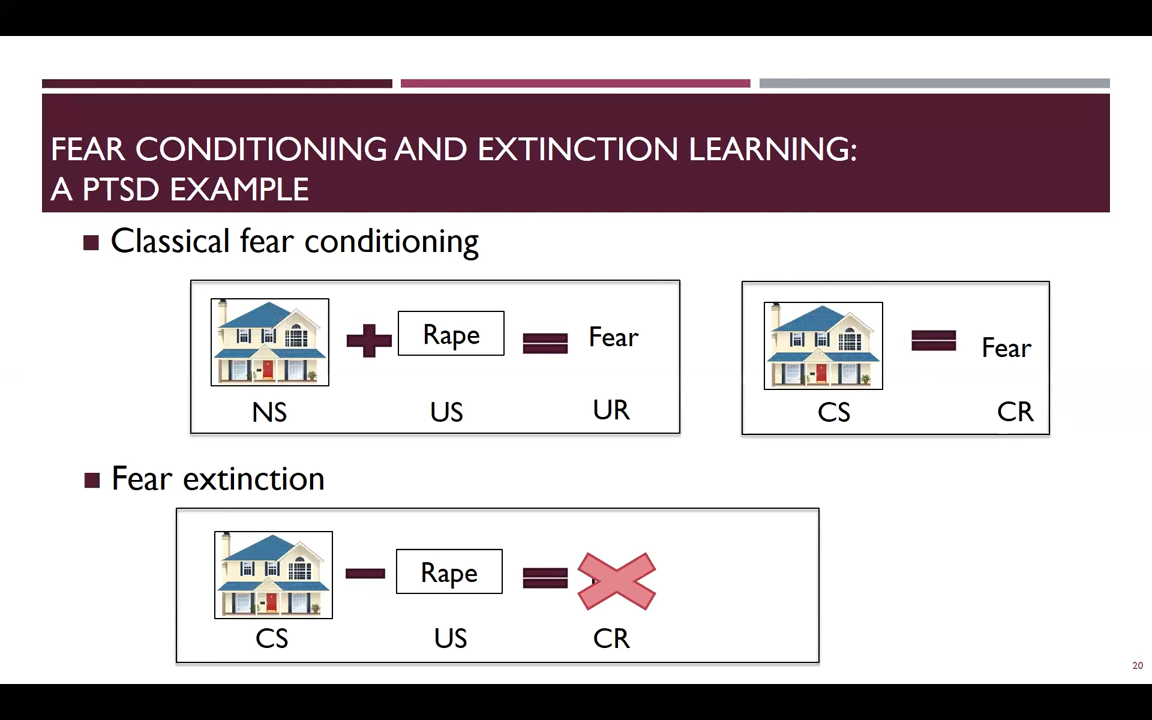 FEAR CONDITIONING AND EXTINCTION LEARNING:
A PTSD EXAMPLE
Classical fear conditioning
Rape
Fear
NS
US
UR
Fear
CS
CR
Fear extinction
Rape
CS
US
CR
20